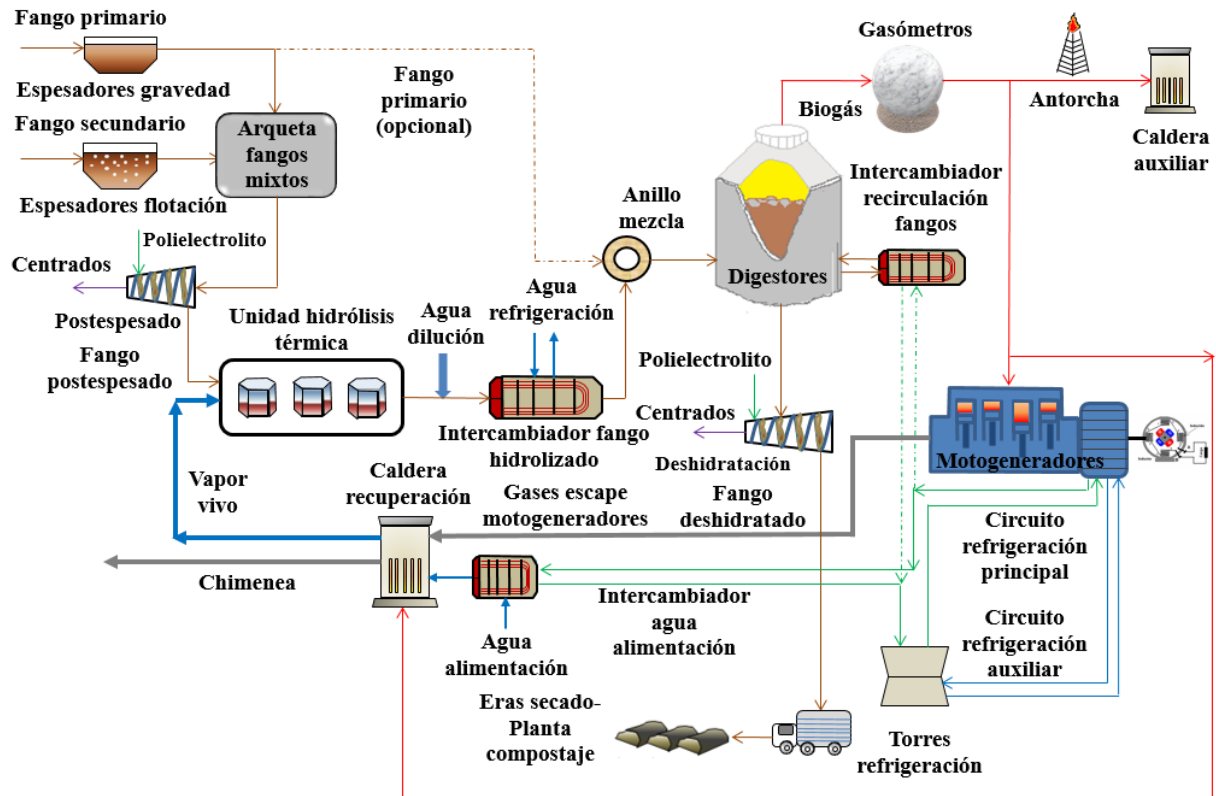 Fango primario
Espesadores gravedad
Fango secundario
Espesadores flotación
Arqueta
fangos
mixtos
Fango
primario
(opcional)
Gasómetros
Biogás
Antorcha
Caldera
auxiliar
Intercambiador
recirculación
fangos
Anillo
mezcla
Digestores
Polielectrolito
Centrados
Postespesado
Fango
postespesado
Unidad hidrólisis
térmica
Agua
dilución
Agua
refrigeración
Intercambiador fango
hidrolizado
Polielectrolito
Centrados
Deshidratación
Fango
deshidratado
Motogeneradores
Vapor
vivo
Caldera
recuperación
Gases escape
motogeneradores
Chimenea
Circuito
refrigeración
principal
Intercambiador
agua
alimentación
Agua
alimentación
Circuito
refrigeración
auxiliar
Eras secado-
Planta
compostaje
Torres
refrigeración